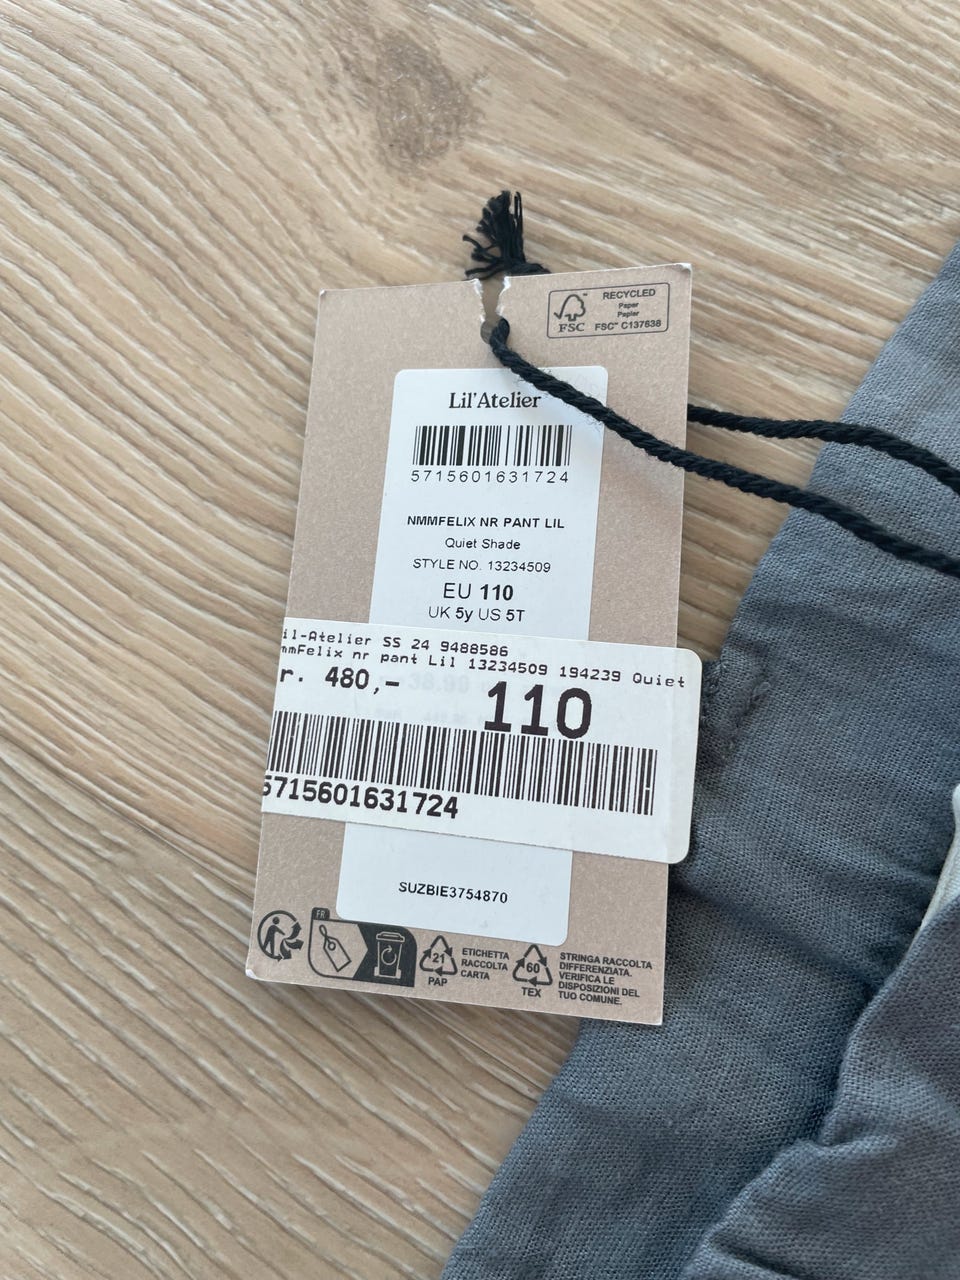 RECYCLED
Paper
Papier
FSC™ C137638
FSC
Lil'Atelier
5715601631724
NMMFELIX NR PANT LIL
Quiet Shade
STYLE NO. 13234509
EU 110
UK 5y US 5T
il-Atelier SS 24 9488586
mmFelix nr pant Lil 13234509 194239 Quiet
r. 480,-
110
5715601631724
SUZBIE3754870
FR
21
PAP
ETICHETTA
RACCOLTA
CARTA
60
TEX
STRINGA RACCOLTA
DIFFERENZIATA.
VERIFICA LE
DISPOSIZIONI DEL
TUO COMUNE.